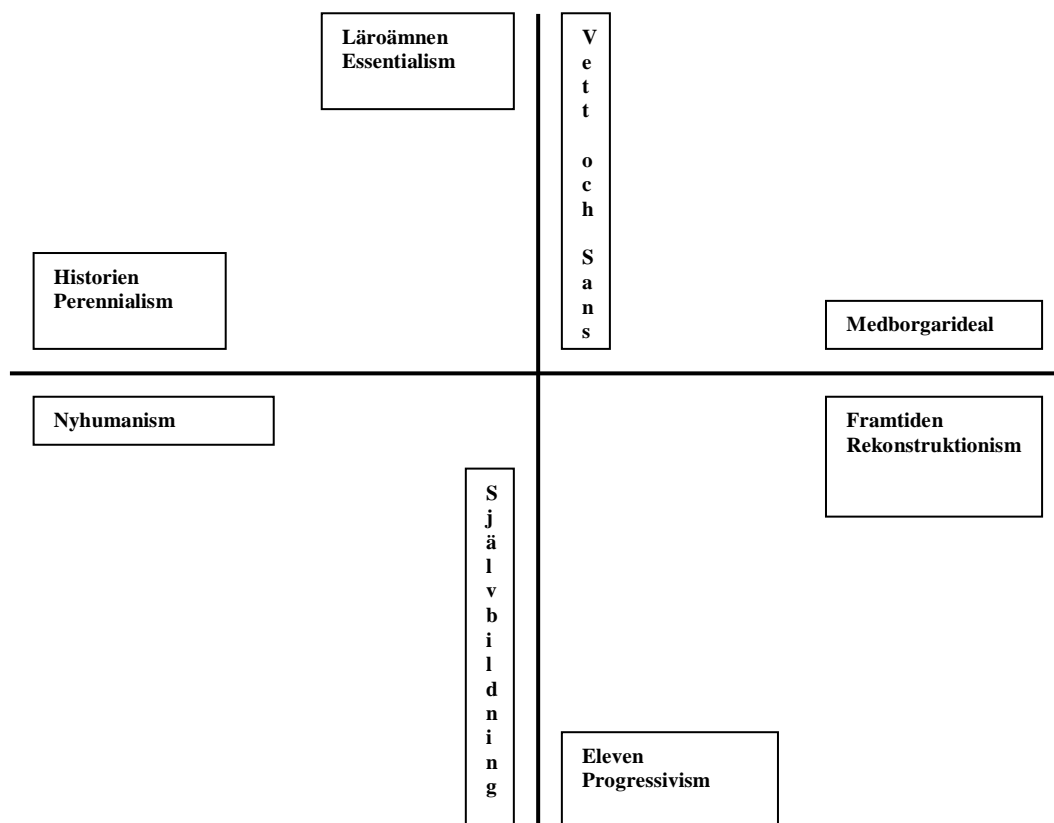 Läroämnen
Essentialism
Vett och Sans
Historien
Perennialism
Medborgarideal
Nyhumanism
Framtiden
Rekonstruktionism
Självbildning
Eleven
Progressivism